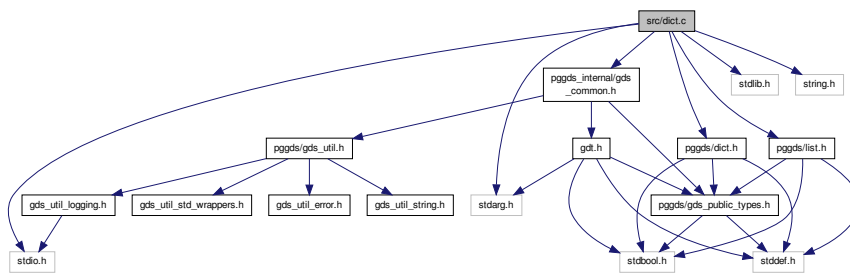 src/dict.c
pggds_internal/gds
_common.h
stdlib.h
string.h
pggds/gds_util.h
gdt.h
pggds/dict.h
pggds/list.h
gds_util_logging.h
gds_util_std_wrappers.h
gds_util_error.h
gds_util_string.h
stdarg.h
pggds/gds_public_types.h
stdio.h
stdbool.h
stddef.h